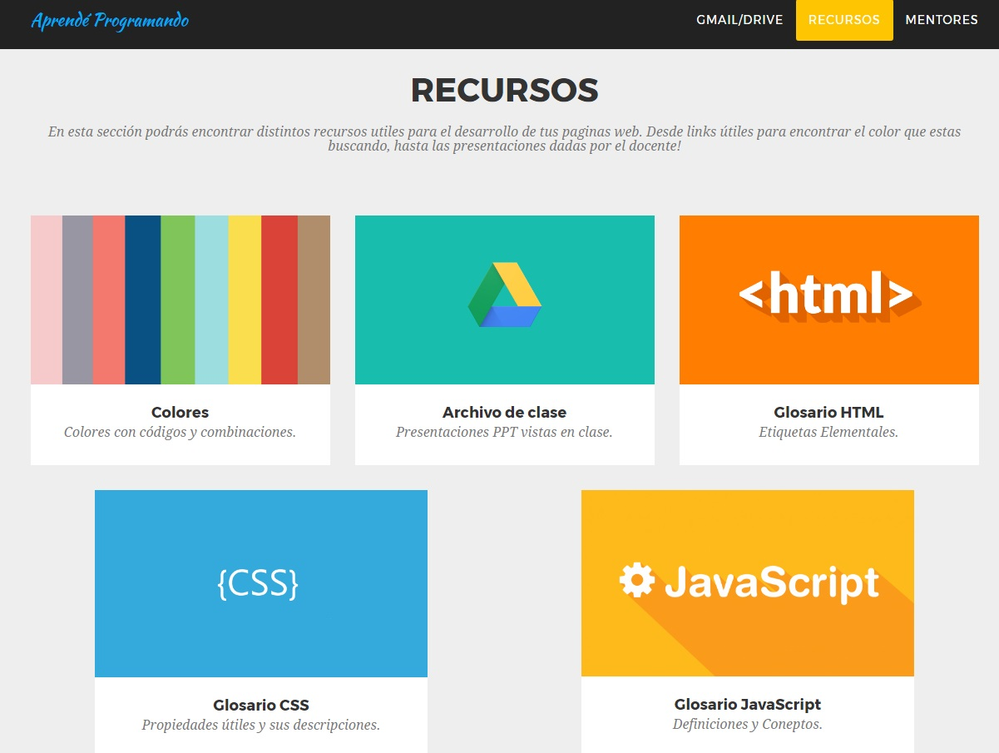 Aprendé Programando
GMAIL/DRIVE
RECURSOS
MENTORES
RECURSOS
En esta sección podrás encontrar distintos recursos utiles para el desarrollo de tus paginas web. Desde links útiles para encontrar el color que estas
buscando, hasta las presentaciones dadas por el docente!
<html>
Colores
Colores con códigos y combinaciones.
Archivo de clase
Presentaciones PPT vistas en clase.
Glosario HTML
Etiquetas Elementales.
{CSS}
JavaScript
Glosario CSS
Propiedades útiles y sus descripciones.
Glosario JavaScript
Definiciones y Coneptos.